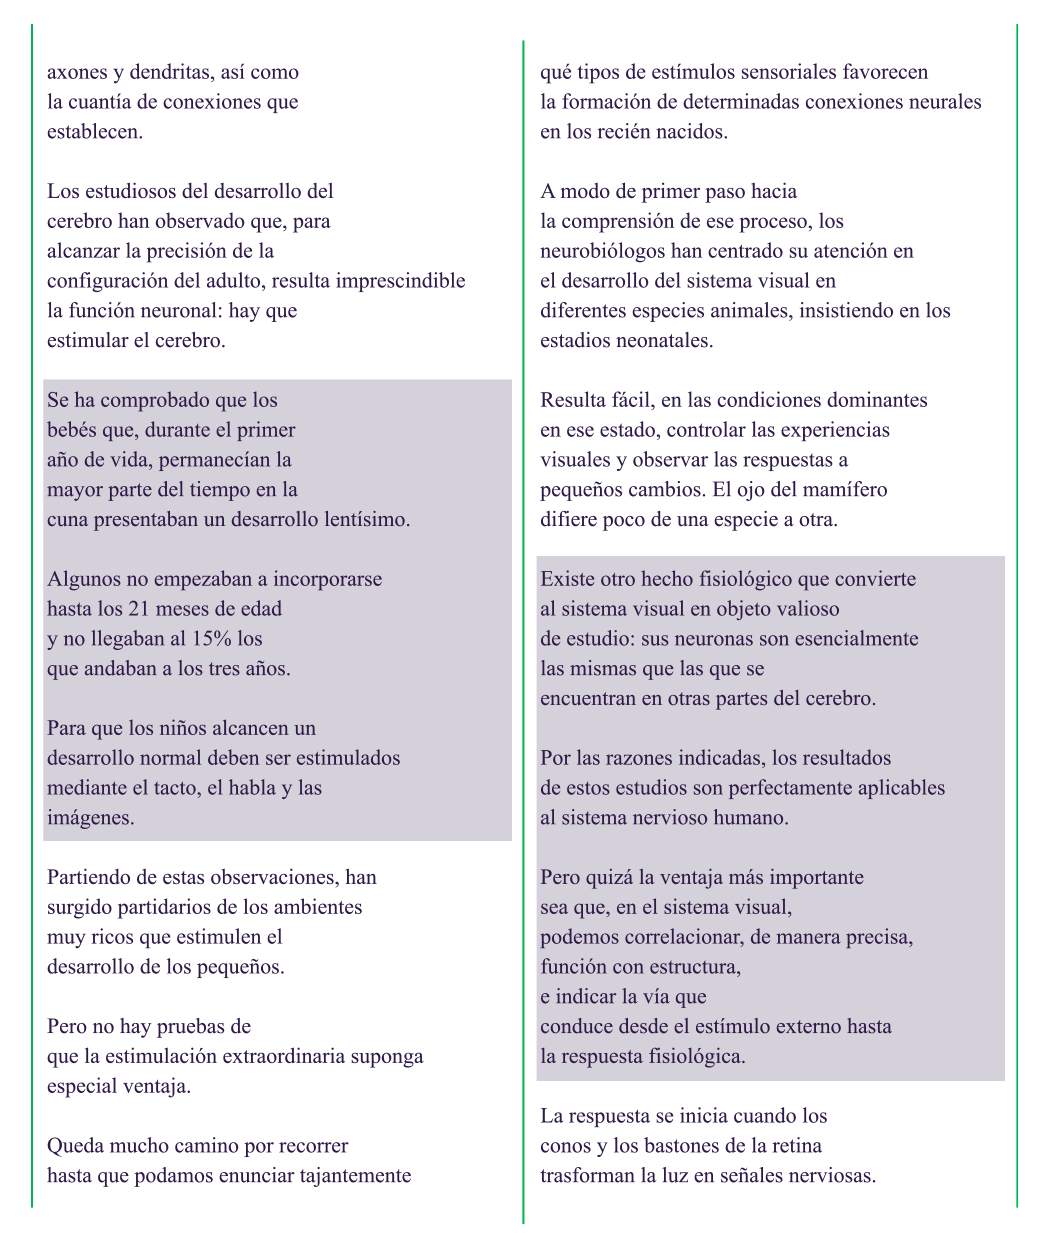 axones y dendritas, así como
la cuantía de conexiones que
establecen.
Los estudiosos del desarrollo del
cerebro han observado que, para
alcanzar la precisión de la
configuración del adulto, resulta imprescindible
la función neuronal: hay que
estimular el cerebro.
Se ha comprobado que los
bebés que, durante el primer
año de vida, permanecían la
mayor parte del tiempo en la
cuna presentaban un desarrollo lentísimo.
Algunos no empezaban a incorporarse
hasta los 21 meses de edad
y no llegaban al 15% los
que andaban a los tres años.
Para que los niños alcancen un
desarrollo normal deben ser estimulados
mediante el tacto, el habla y las
imágenes.
Partiendo de estas observaciones, han
surgido partidarios de los ambientes
muy ricos que estimulen el
desarrollo de los pequeños.
Pero no hay pruebas de
que la estimulación extraordinaria suponga
especial ventaja.
Queda mucho camino por recorrer
hasta que podamos enunciar tajantemente
qué tipos de estímulos sensoriales favorecen
la formación de determinadas conexiones neurales
en los recién nacidos.
A modo de primer paso hacia
la comprensión de ese proceso, los
neurobiólogos han centrado su atención en
el desarrollo del sistema visual en
diferentes especies animales, insistiendo en los
estadios neonatales.
Resulta fácil, en las condiciones dominantes
en ese estado, controlar las experiencias
visuales y observar las respuestas a
pequeños cambios. El ojo del mamífero
difiere poco de una especie a otra.
Existe otro hecho fisiológico que convierte
al sistema visual en objeto valioso
de estudio: sus neuronas son esencialmente
las mismas que las que se
encuentran en otras partes del cerebro.
Por las razones indicadas, los resultados
de estos estudios son perfectamente aplicables
al sistema nervioso humano.
Pero quizá la ventaja más importante
sea que, en el sistema visual,
podemos correlacionar, de manera precisa,
función con estructura,
e indicar la vía que
conduce desde el estímulo externo hasta
la respuesta fisiológica.
La respuesta se inicia cuando los
conos y los bastones de la retina
trasforman la luz en señales nerviosas.